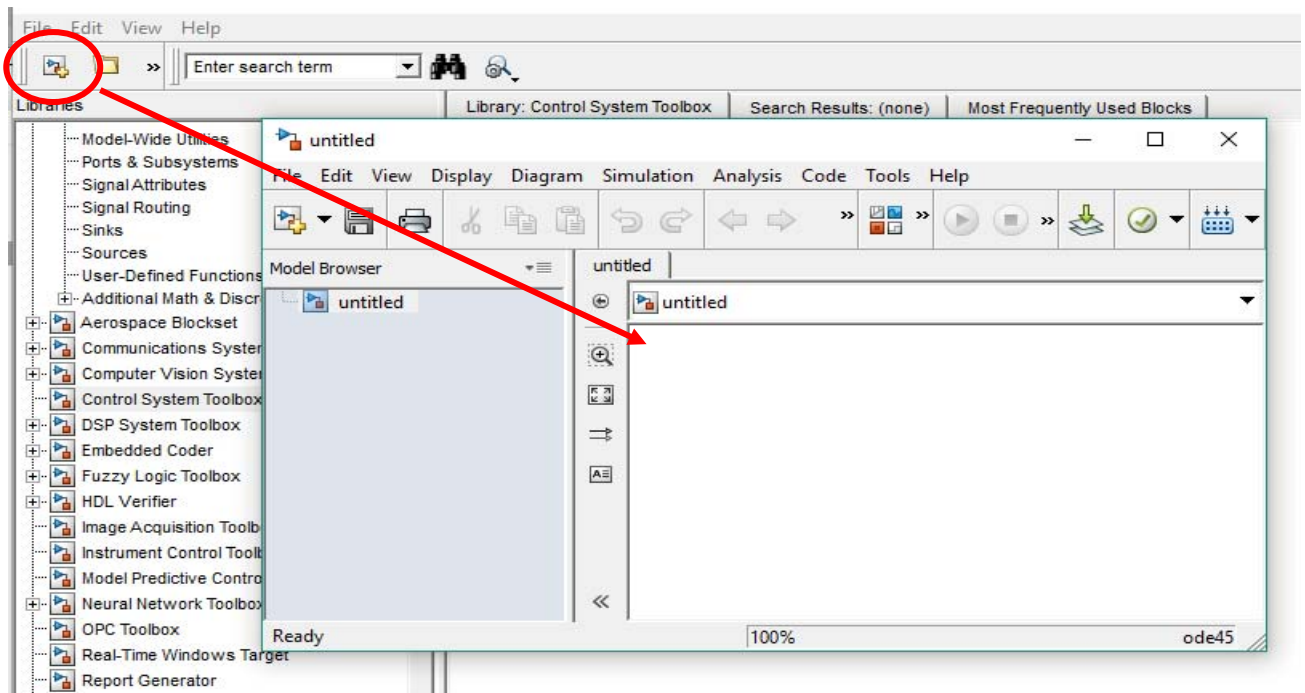 File Edit View Help
» Enter search term
Libraries
Library: Control System Toolbox Search Results: (none) Most Frequently Used Blocks
Model-Wide Utilities
Ports & Subsystems
Signal Attributes
Signal Routing
Sinks
Sources
User-Defined Functions
Additional Math & Discr
Aerospace Blockset
Communications System
Computer Vision System
Control System Toolbox
DSP System Toolbox
Embedded Coder
Fuzzy Logic Toolbox
HDL Verifier
Image Acquisition Toolb
Instrument Control Toolb
Model Predictive Contro
Neural Network Toolbox
OPC Toolbox
Real-Time Windows Target
Report Generator
untitled
File Edit View Display Diagram Simulation Analysis Code Tools Help
» » »
Model Browser
untitled
untitled
untitled
A
«
Ready 100% ode45